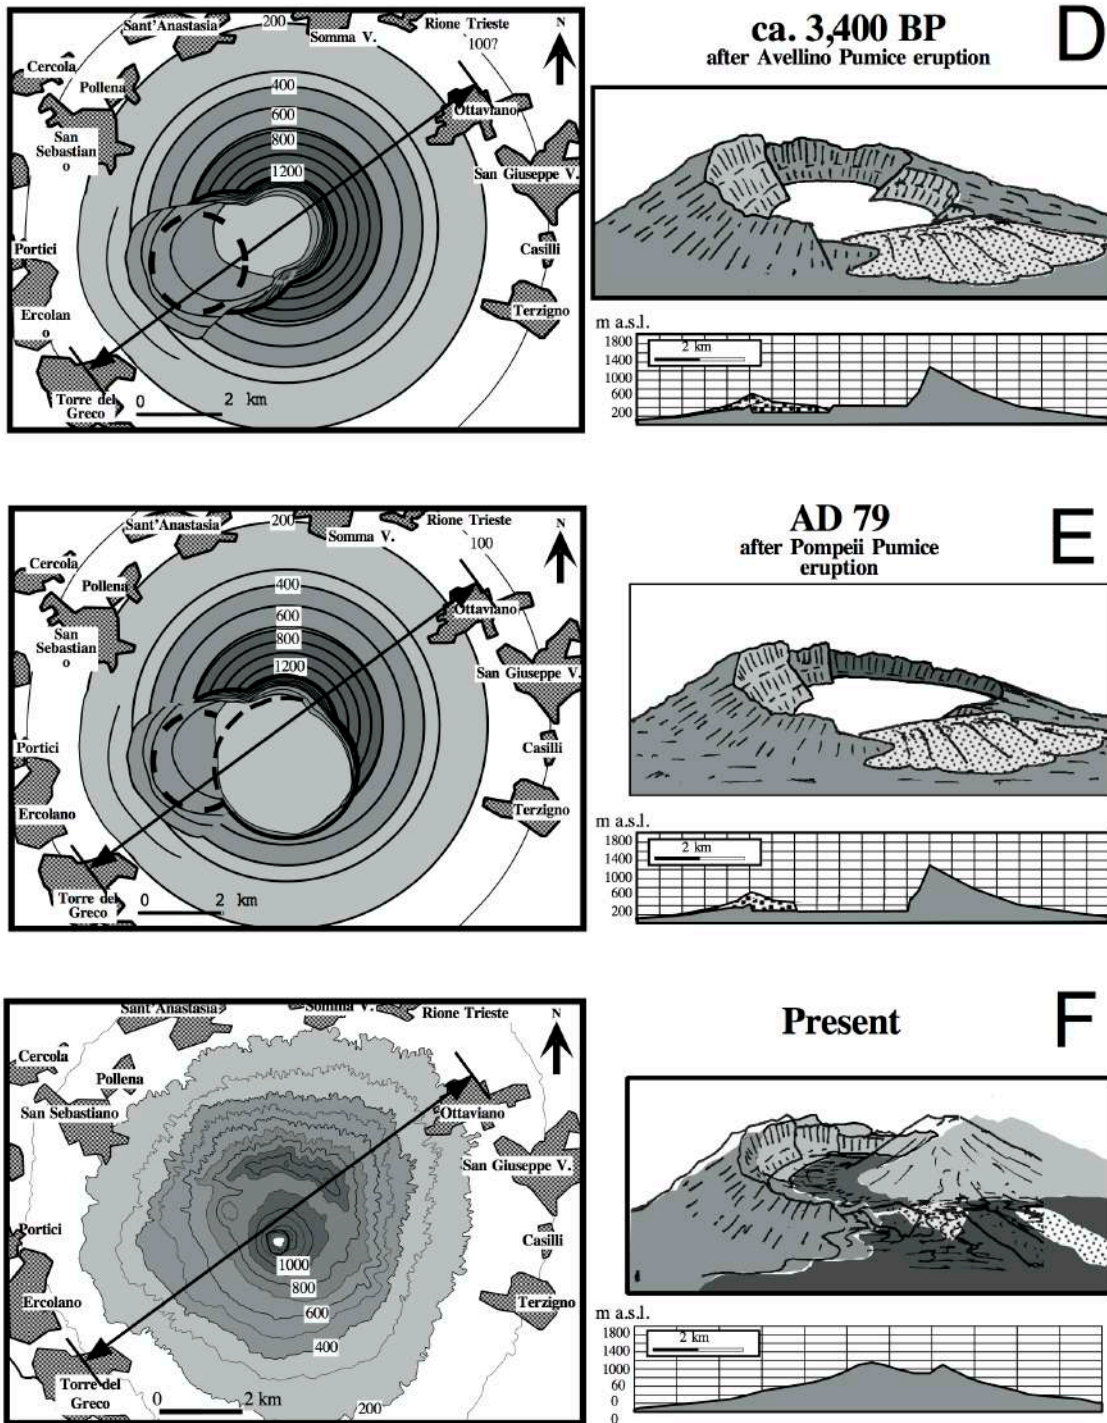 Sant'Anastasia
200
Somma V.
Rione Trieste
100?
N
Cercola
Pollena
400
600
Ottaviano
San
Sebastian
o
800
1200
San Giuseppe V.
Portici
Casilli
Ercolan
o
Terzigno
Torre del
Greco
0 2 km
ca. 3,400 BP
after Avellino Pumice eruption
D
m a.s.l.
1800
1400
1000
600
200
2 km
Sant'Anastasia
200
Somma V.
Rione Trieste
100
N
Cercola
Pollena
400
600
Ottaviano
San
Sebastian
o
800
1200
San Giuseppe V.
Portici
Casilli
Ercolano
Terzigno
Torre del
Greco
0 2 km
AD 79
after Pompeii Pumice
eruption
E
m a.s.l.
1800
1400
1000
600
200
2 km
Sant'Anastasia
Somma V.
Rione Trieste
N
Cercola
Pollena
San Sebastiano
Ottaviano
San Giuseppe V.
Portici
Casilli
1000
800
Ercolano
600
Terzigno
400
Torre del
Greco
0 2 km
200
Present
F
m a.s.l.
1800
1400
1000
60
0
0
2 km